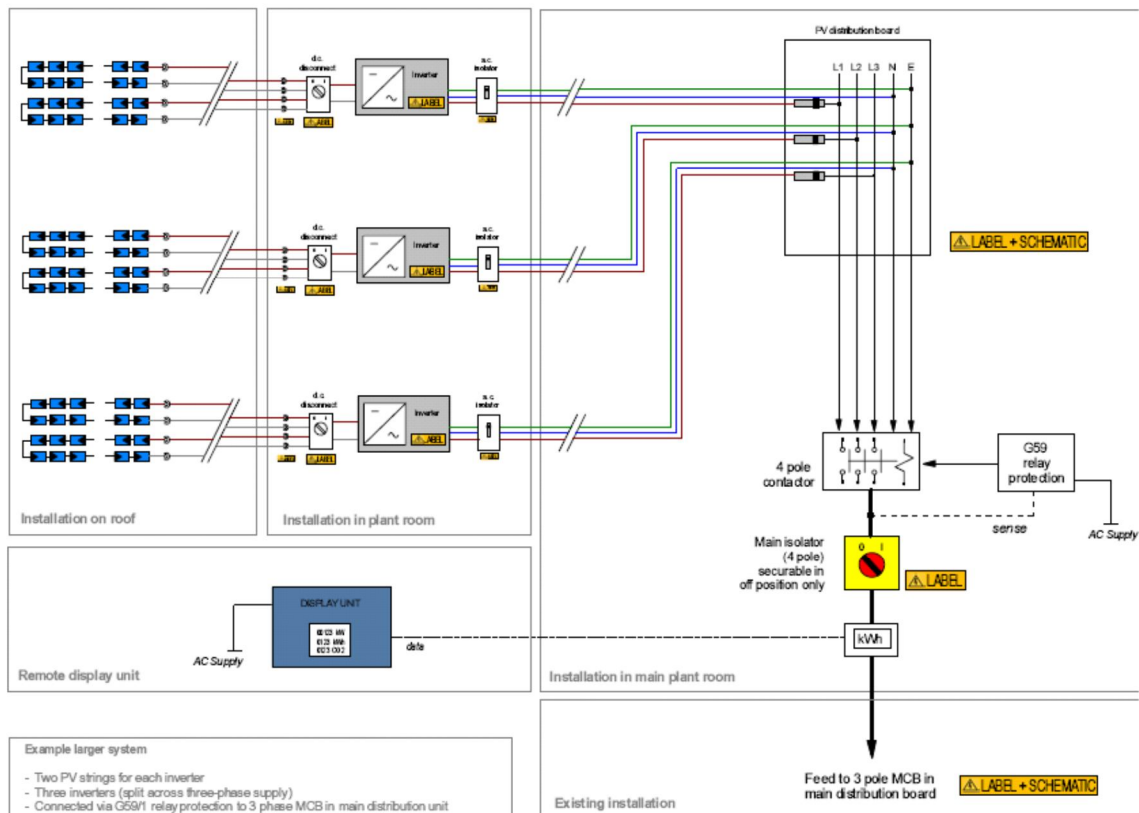 PV distribution board
L1 L2 L3 N E
d.c.
disconnect
Inverter
LABEL
a.c.
isolator
LABEL
LABEL + SCHEMATIC
d.c.
disconnect
Inverter
LABEL
a.c.
isolator
LABEL
d.c.
disconnect
Inverter
LABEL
a.c.
isolator
LABEL
4 pole
contactor
G59
relay
protection
sense
AC Supply
Installation on roof
Installation in plant room
Main isolator
(4 pole)
securable in
off position only
0 I
LABEL
DISPLAY UNIT
AC Supply
data
kWh
Remote display unit
Installation in main plant room
Example larger system
- Two PV strings for each inverter
- Three inverters (split across three-phase supply)
- Connected via G59/1 relay protection to 3 phase MCB in main distribution unit
Feed to 3 pole MCB in
main distribution board
LABEL + SCHEMATIC
Existing installation